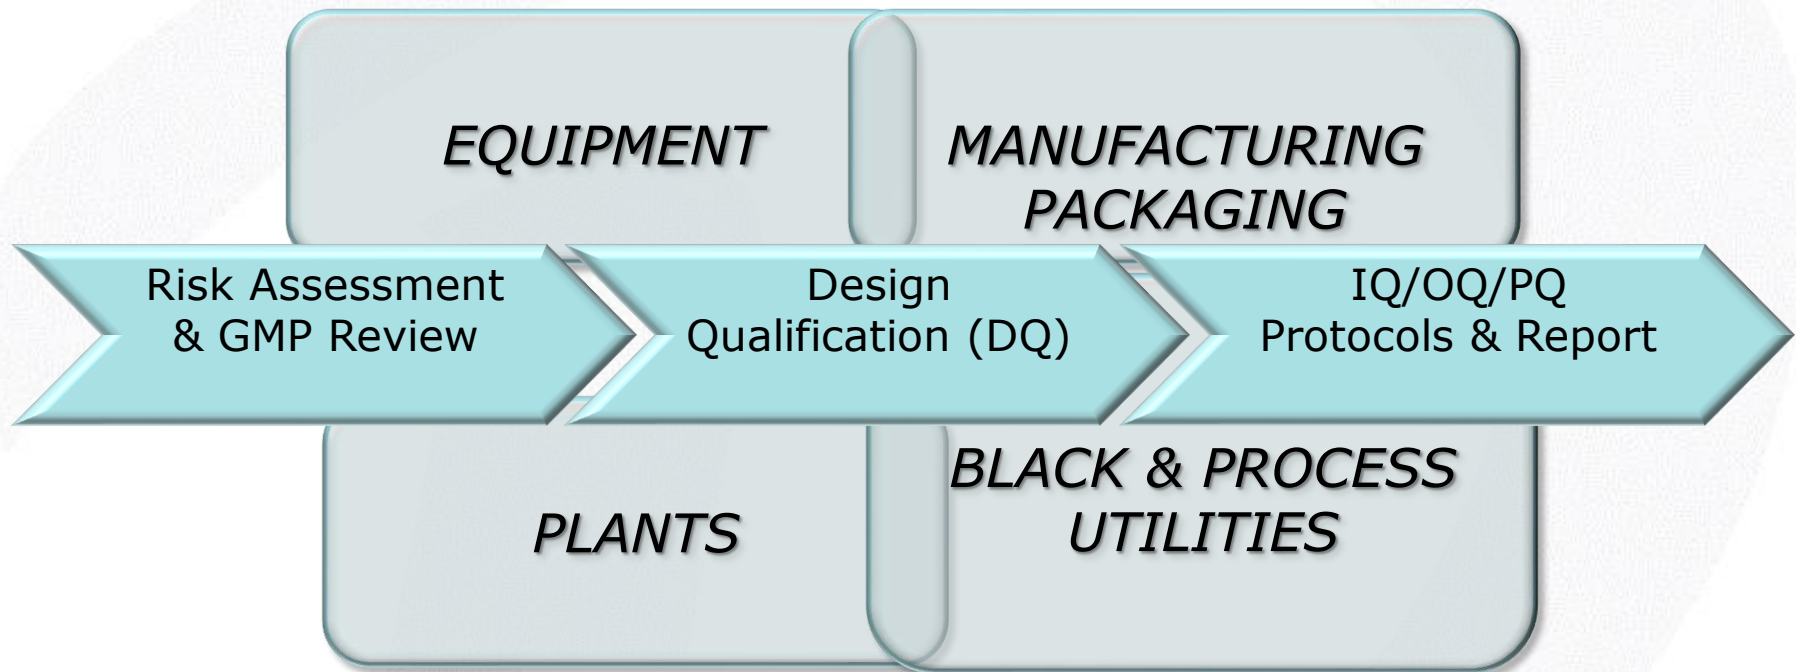 EQUIPMENT
MANUFACTURING
PACKAGING
Risk Assessment
& GMP Review
Design
Qualification (DQ)
IQ/OQ/PQ
Protocols & Report
PLANTS
BLACK & PROCESS
UTILITIES